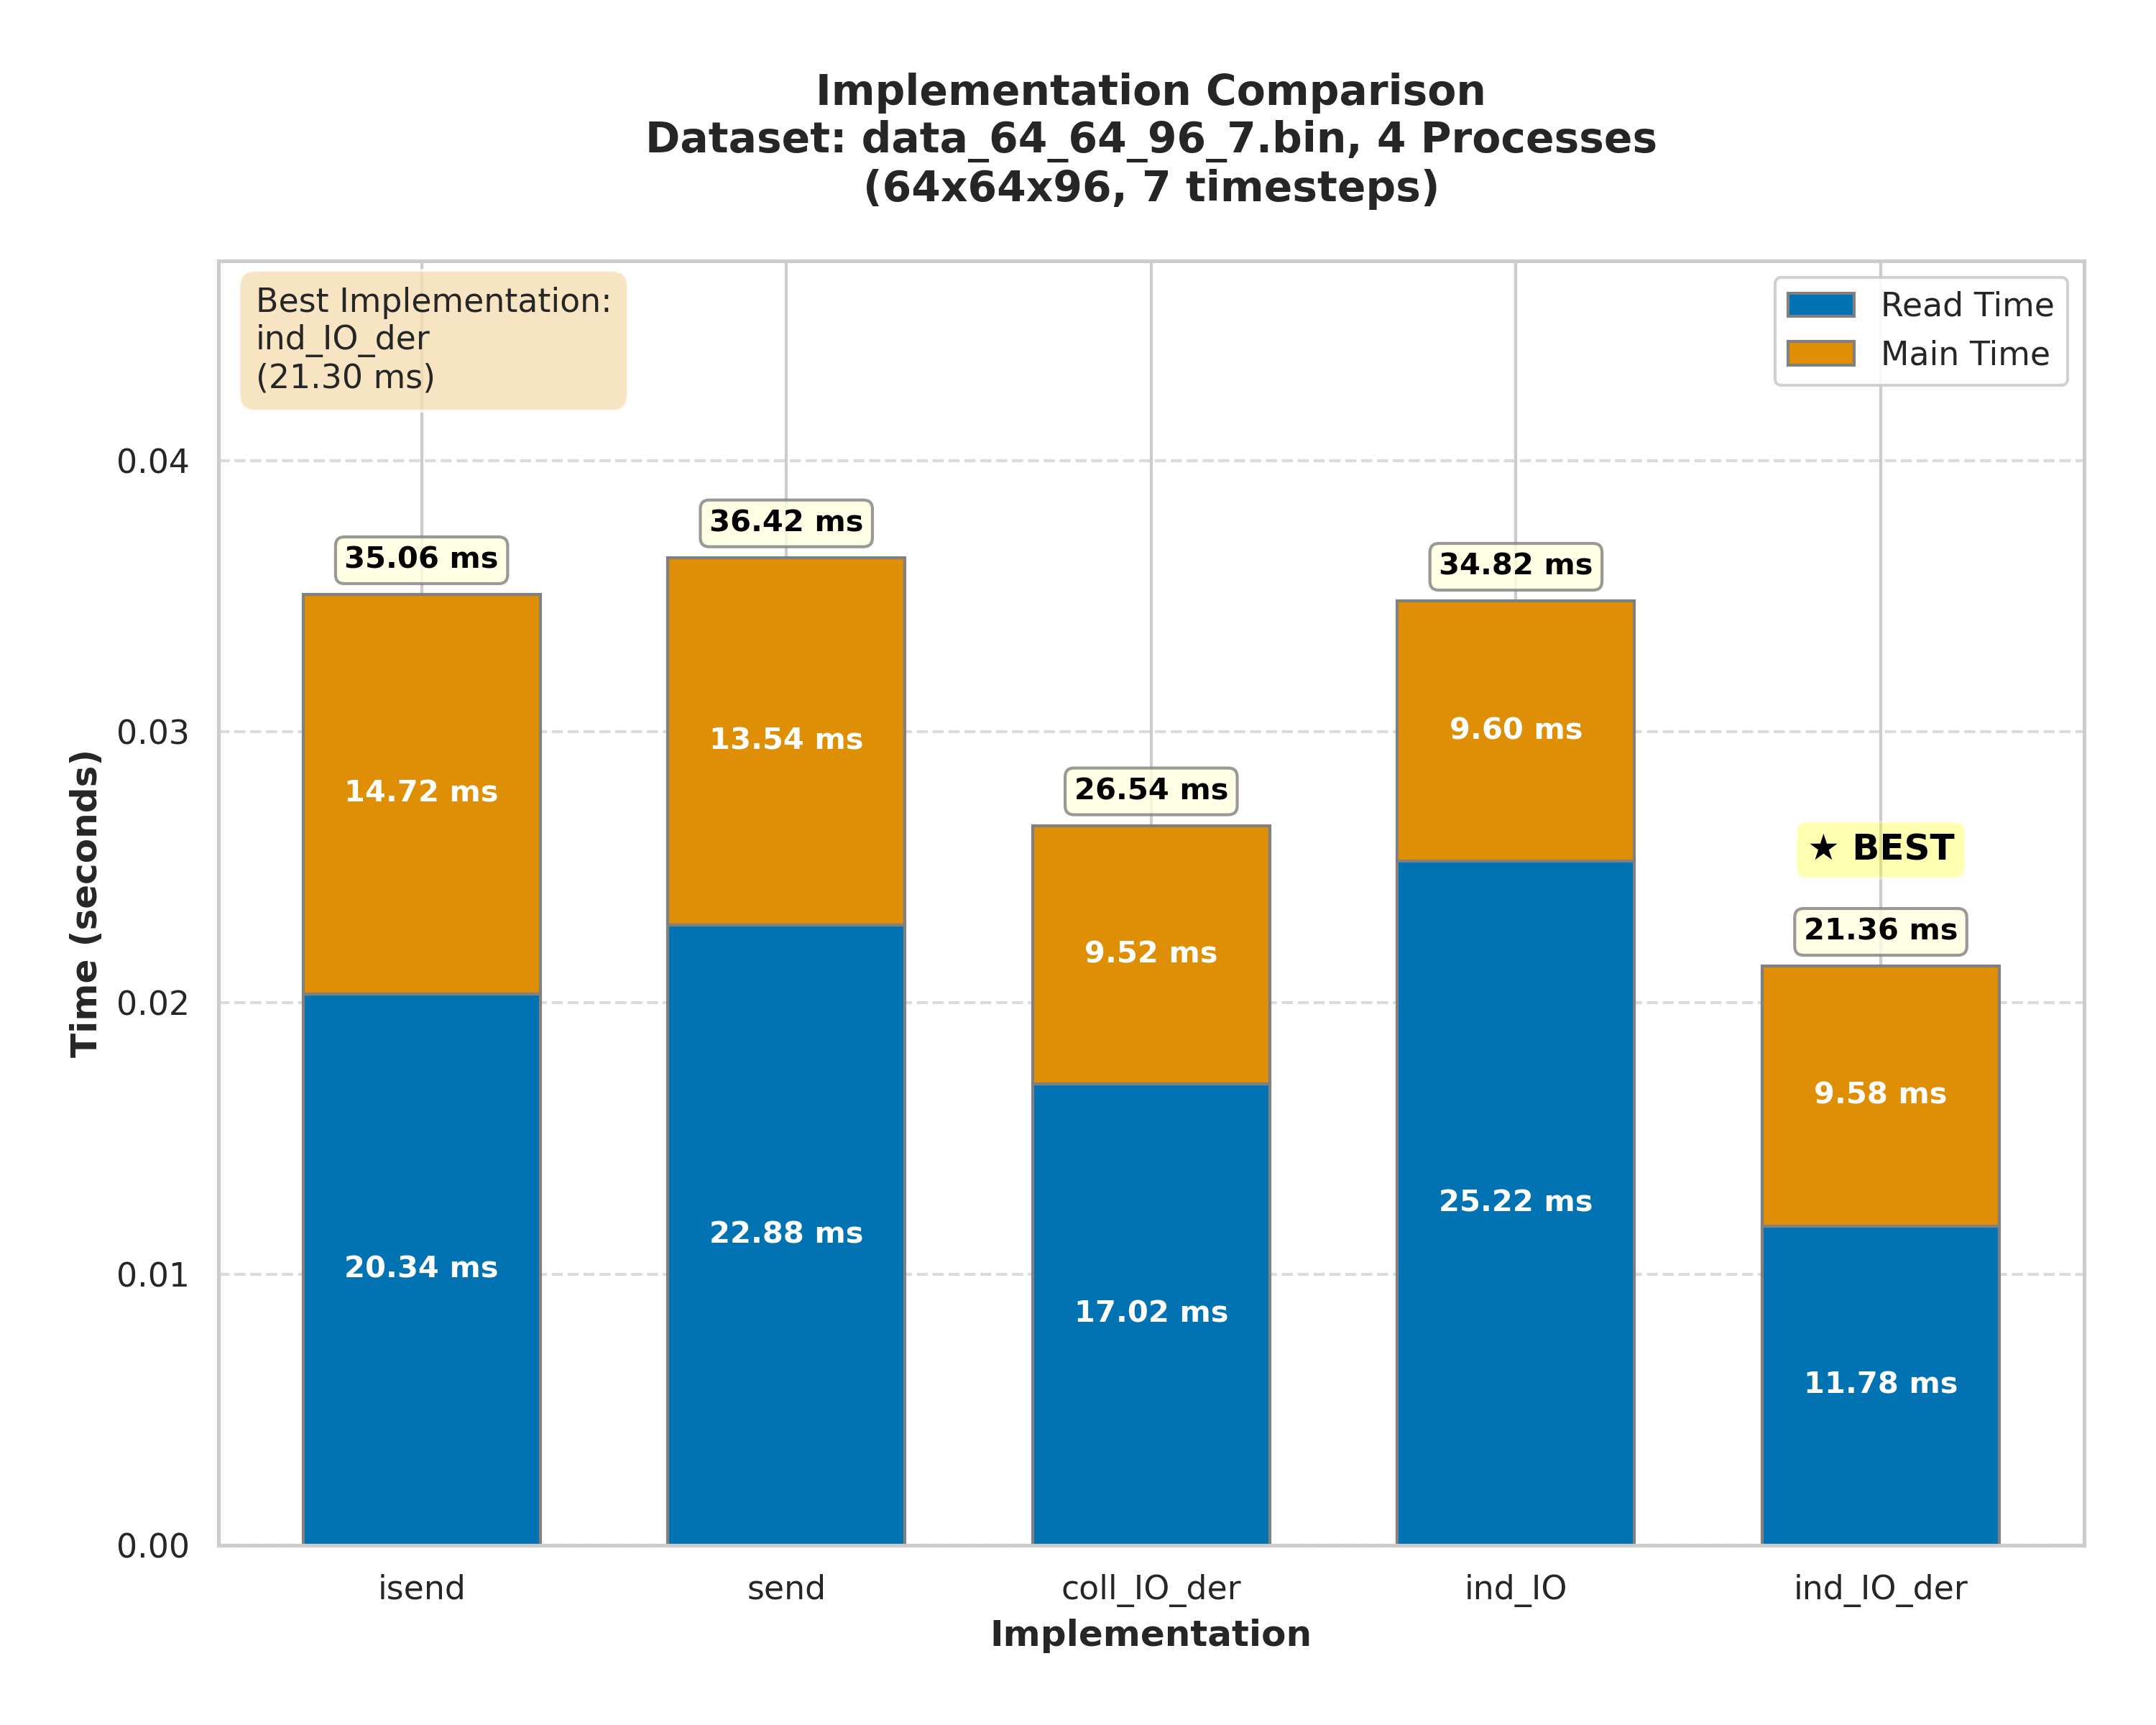 Implementation Comparison
Dataset: data_64_64_96_7.bin, 4 Processes
(64x64x96, 7 timesteps)
Best Implementation:
ind_IO_der
(21.30 ms)
Read Time
Main Time
Time (seconds)
0.04
0.03
0.02
0.01
0.00
35.06 ms
14.72 ms
20.34 ms
36.42 ms
13.54 ms
22.88 ms
26.54 ms
9.52 ms
17.02 ms
34.82 ms
9.60 ms
25.22 ms
★ BEST
21.36 ms
9.58 ms
11.78 ms
isend
send
coll_IO_der
ind_IO
ind_IO_der
Implementation